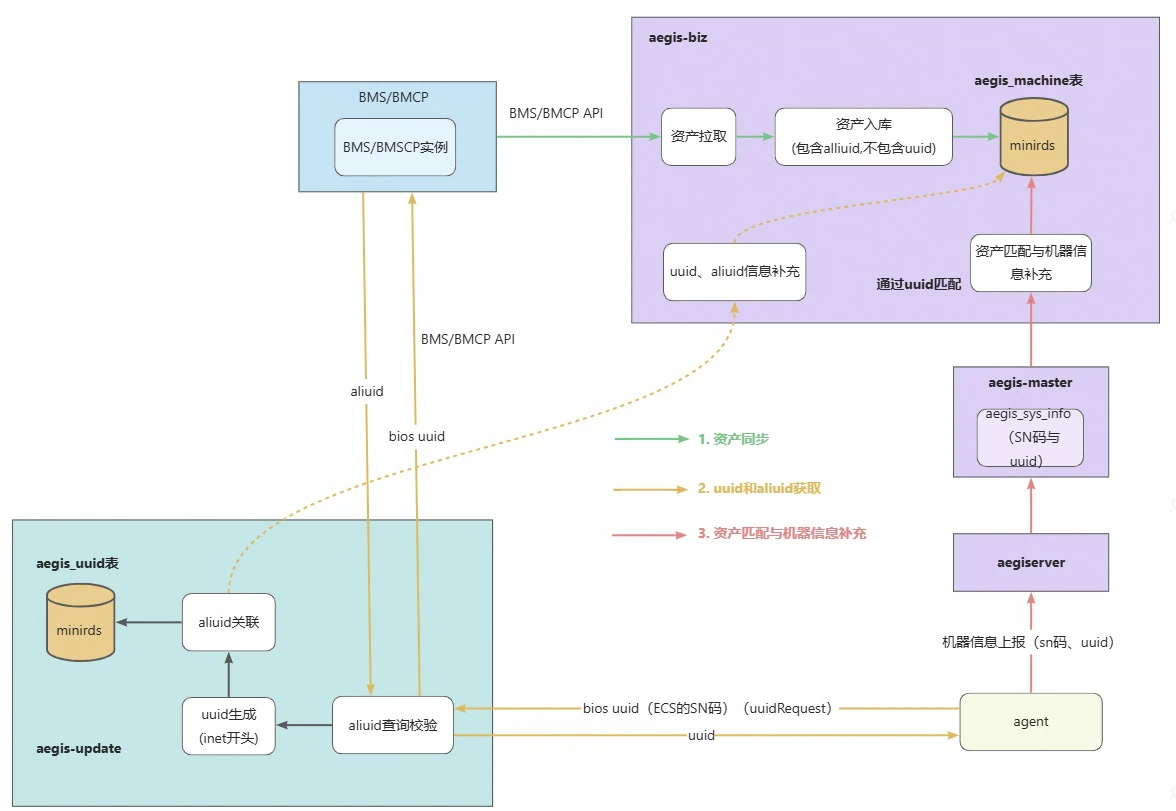 aegis-biz
aegis_machine表
BMS/BMCP
BMS/BMSCP实例
BMS/BMCP API
资产拉取
资产入库
(包含alliuid,不包含uuid)
minirds
uuid、aliuid信息补充
通过uuid匹配
资产匹配与机器信
息补充
BMS/BMCP API
aliuid
bios uuid
aegis-master
aegis_sys_info
（SN码与
uuid）
1. 资产同步
2. uuid和aliuid获取
3. 资产匹配与机器信息补充
aegis_uuid表
minirds
aliuid关联
aegiserver
机器信息上报（sn码、uuid）
uuid生成
(inet开头)
aliuid查询校验
bios uuid（ECS的SN码）（uuidRequest）
uuid
agent
aegis-update